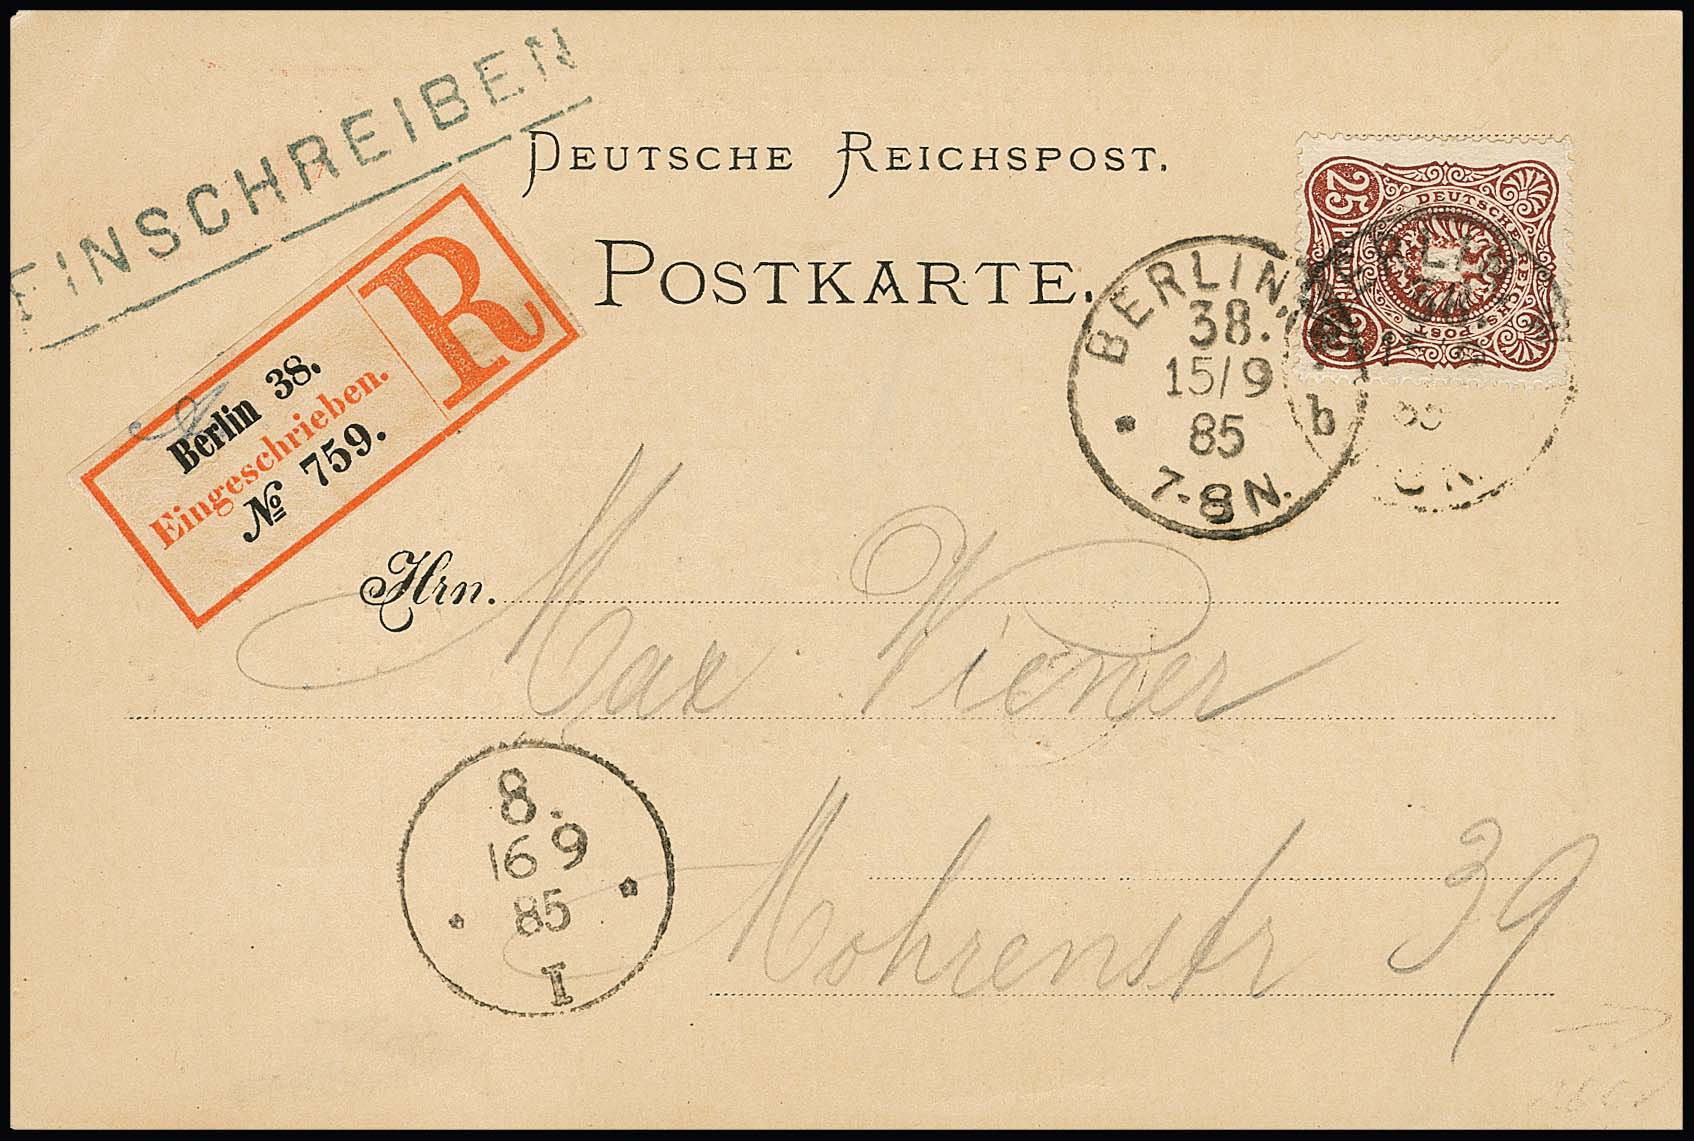 EINSCHREIBEN
DEUTSCHE REICHSPOST.
POSTKARTE.
25
DEUTSCHE REICHS-POST
BERLIN,
38.
15/9
85
b
7-8N.
R
Berlin 38.
Eingeschrieben.
№ 759.
Hrn. Max Wiener
Mohrenstr 39
8.
16 9
85
I